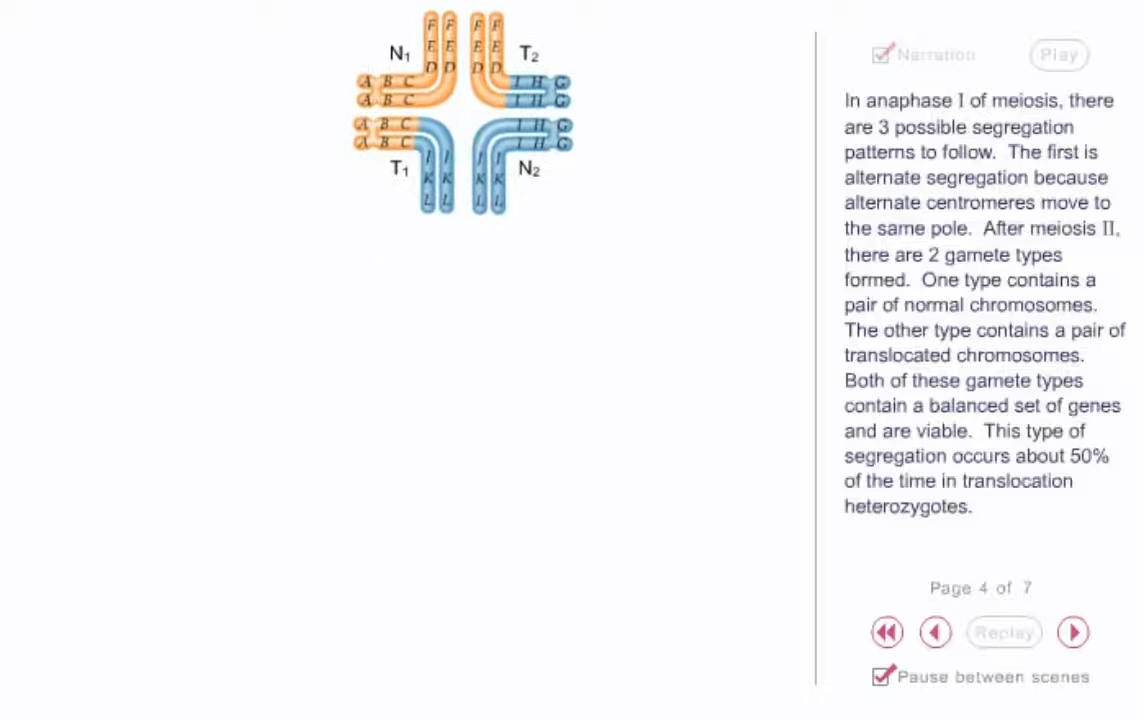 N1
T2
F F F F
E E E E
D D D D
A B C I H G
A B C I H G
A B C I H G
A B C I H G
T1
N2
J J J J
K K K K
L L L L
Narration
Play
In anaphase I of meiosis, there
are 3 possible segregation
patterns to follow. The first is
alternate segregation because
alternate centromeres move to
the same pole. After meiosis II,
there are 2 gamete types
formed. One type contains a
pair of normal chromosomes.
The other type contains a pair of
translocated chromosomes.
Both of these gamete types
contain a balanced set of genes
and are viable. This type of
segregation occurs about 50%
of the time in translocation
heterozygotes.
Page 4 of 7
Replay
Pause between scenes